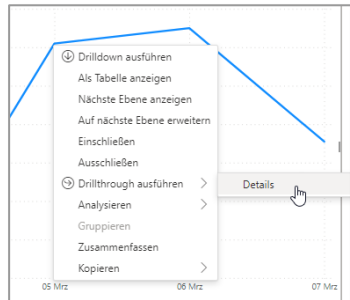 Drilldown ausführen
Als Tabelle anzeigen
Nächste Ebene anzeigen
Auf nächste Ebene erweitern
Einschließen
Ausschließen
Drillthrough ausführen
Details
Analysieren
Gruppieren
Zusammenfassen
Kopieren
05 Mrz
06 Mrz
07 Mrz